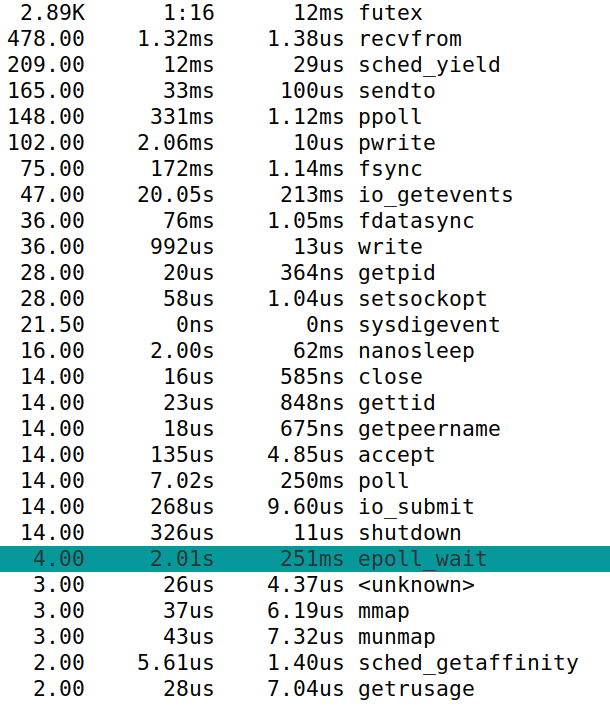 2.89K 1:16 12ms futex
478.00 1.32ms 1.38us recvfrom
209.00 12ms 29us sched_yield
165.00 33ms 100us sendto
148.00 331ms 1.12ms ppoll
102.00 2.06ms 10us pwrite
75.00 172ms 1.14ms fsync
47.00 20.05s 213ms io_getevents
36.00 76ms 1.05ms fdatasync
36.00 992us 13us write
28.00 20us 364ns getpid
28.00 58us 1.04us setsockopt
21.50 0ns 0ns sysdigevent
16.00 2.00s 62ms nanosleep
14.00 16us 585ns close
14.00 23us 848ns gettid
14.00 18us 675ns getpeername
14.00 135us 4.85us accept
14.00 7.02s 250ms poll
14.00 268us 9.60us io_submit
14.00 326us 11us shutdown
4.00 2.01s 251ms epoll_wait
3.00 26us 4.37us <unknown>
3.00 37us 6.19us mmap
3.00 43us 7.32us munmap
2.00 5.61us 1.40us sched_getaffinity
2.00 28us 7.04us getrusage